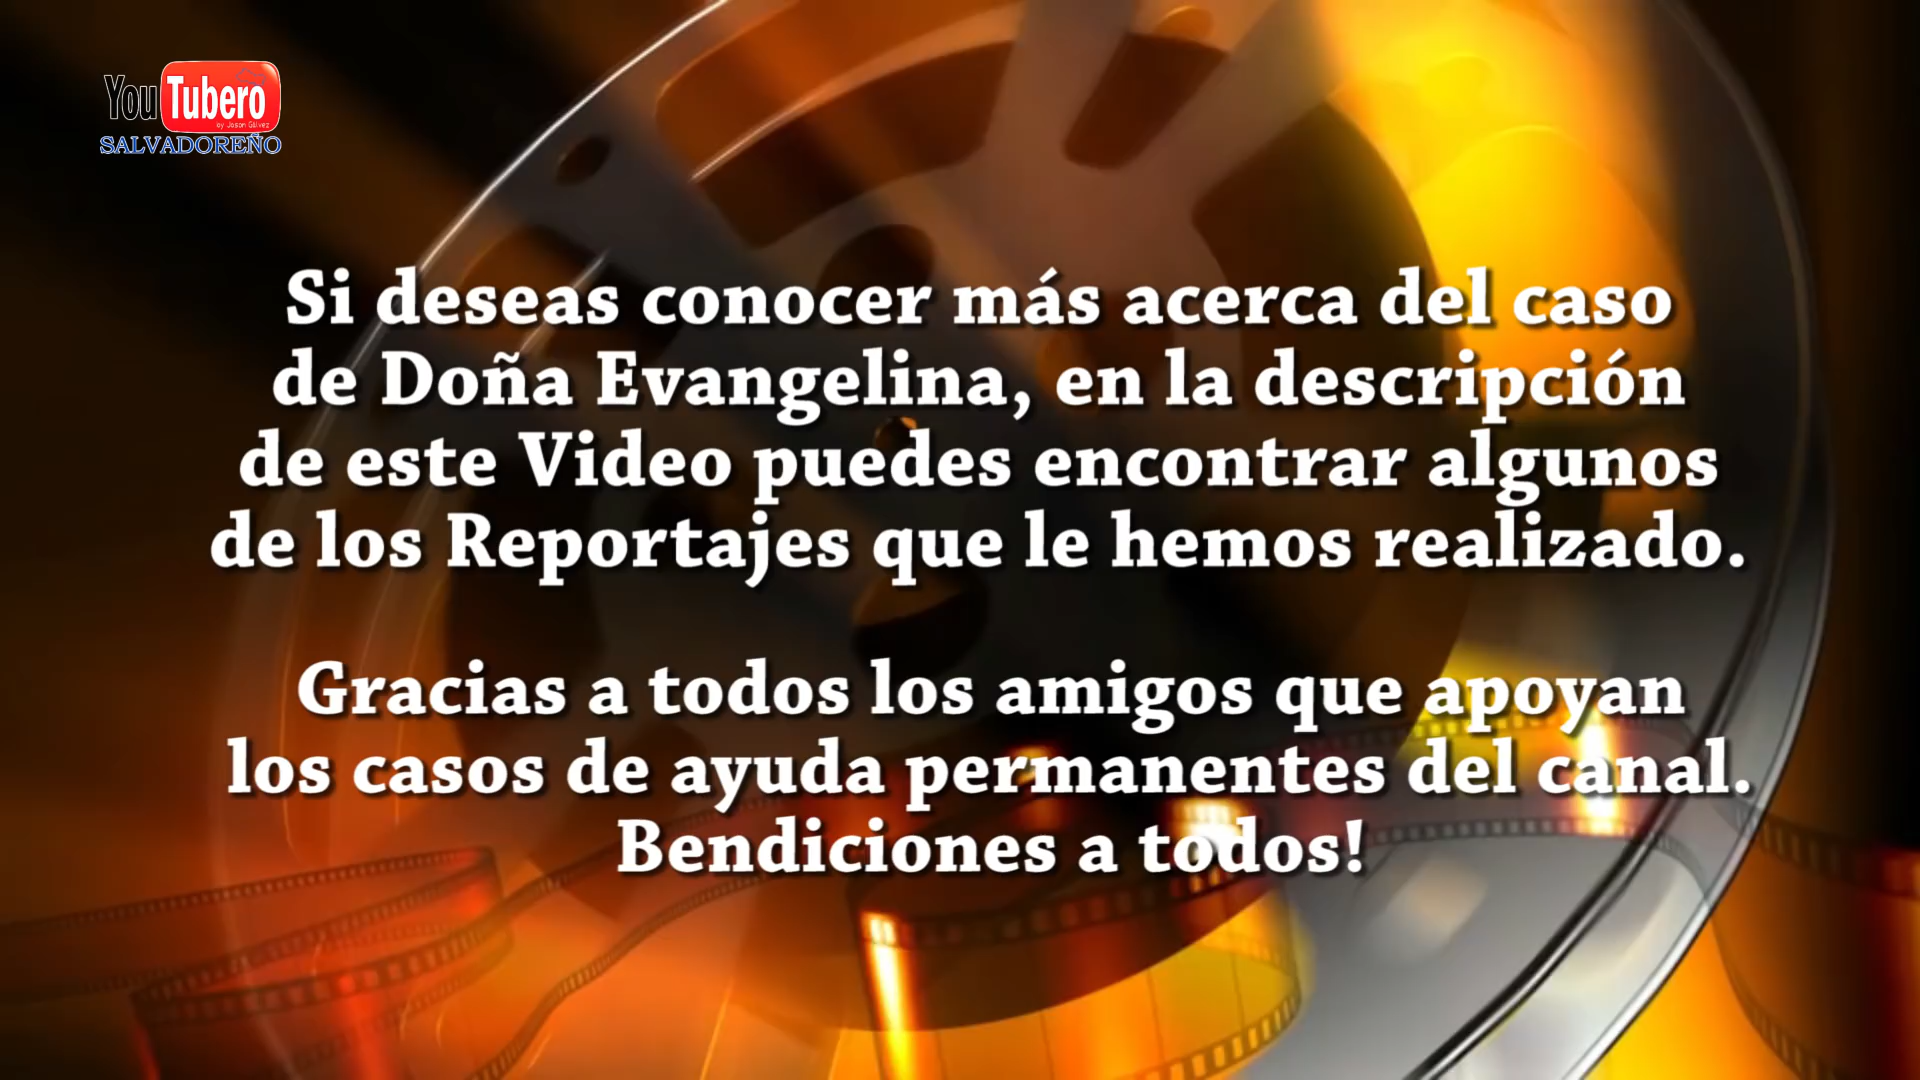 YouTubero
by Jason Gálvez
SALVADOREÑO
Si deseas conocer más acerca del caso
de Doña Evangelina, en la descripción
de este Video puedes encontrar algunos
de los Reportajes que le hemos realizado.
Gracias a todos los amigos que apoyan
los casos de ayuda permanentes del canal.
Bendiciones a todos!